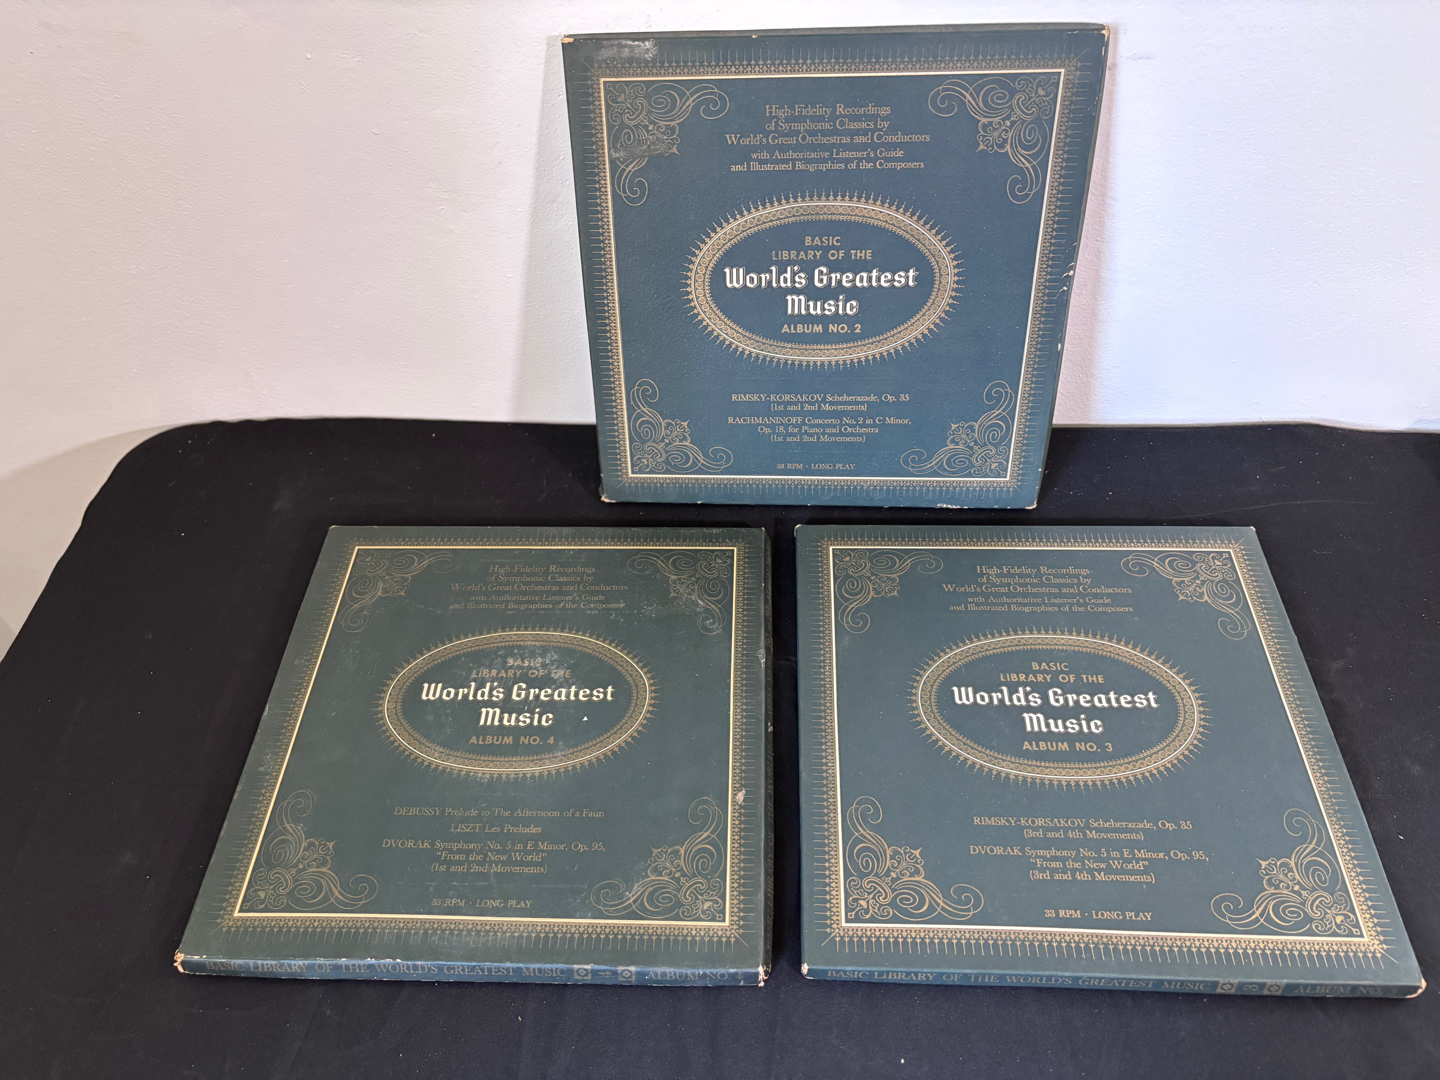 High-Fidelity Recordings
of Symphonic Classics by
World's Great Orchestras and Conductors
with Authoritative Listener's Guide
and Illustrated Biographies of the Composers
BASIC
LIBRARY OF THE
World's Greatest
Music
ALBUM NO. 2
RIMSKY-KORSAKOV Scheherazade, Op. 35
(1st and 2nd Movements)
RACHMANINOFF Concerto No. 2 in C Minor,
Op. 18, for Piano and Orchestra
(1st and 2nd Movements)
33 RPM · LONG PLAY
High-Fidelity Recordings
of Symphonic Classics by
World's Great Orchestras and Conductors
with Authoritative Listener's Guide
and Illustrated Biographies of the Composers
BASIC
LIBRARY OF THE
World's Greatest
Music
ALBUM NO. 4
DEBUSSY Prelude to The Afternoon of a Faun
LISZT Les Preludes
DVORAK Symphony No. 5 in E Minor, Op. 95,
"From the New World"
(1st and 2nd Movements)
33 RPM · LONG PLAY
BASIC LIBRARY OF THE WORLD'S GREATEST MUSIC 4 ALBUM NO.
High-Fidelity Recordings
of Symphonic Classics by
World's Great Orchestras and Conductors
with Authoritative Listener's Guide
and Illustrated Biographies of the Composers
BASIC
LIBRARY OF THE
World's Greatest
Music
ALBUM NO. 3
RIMSKY-KORSAKOV Scheherazade, Op. 35
(3rd and 4th Movements)
DVORAK Symphony No. 5 in E Minor, Op. 95,
"From the New World"
(3rd and 4th Movements)
33 RPM · LONG PLAY
BASIC LIBRARY OF THE WORLD'S GREATEST MUSIC 3 ALBUM NO.